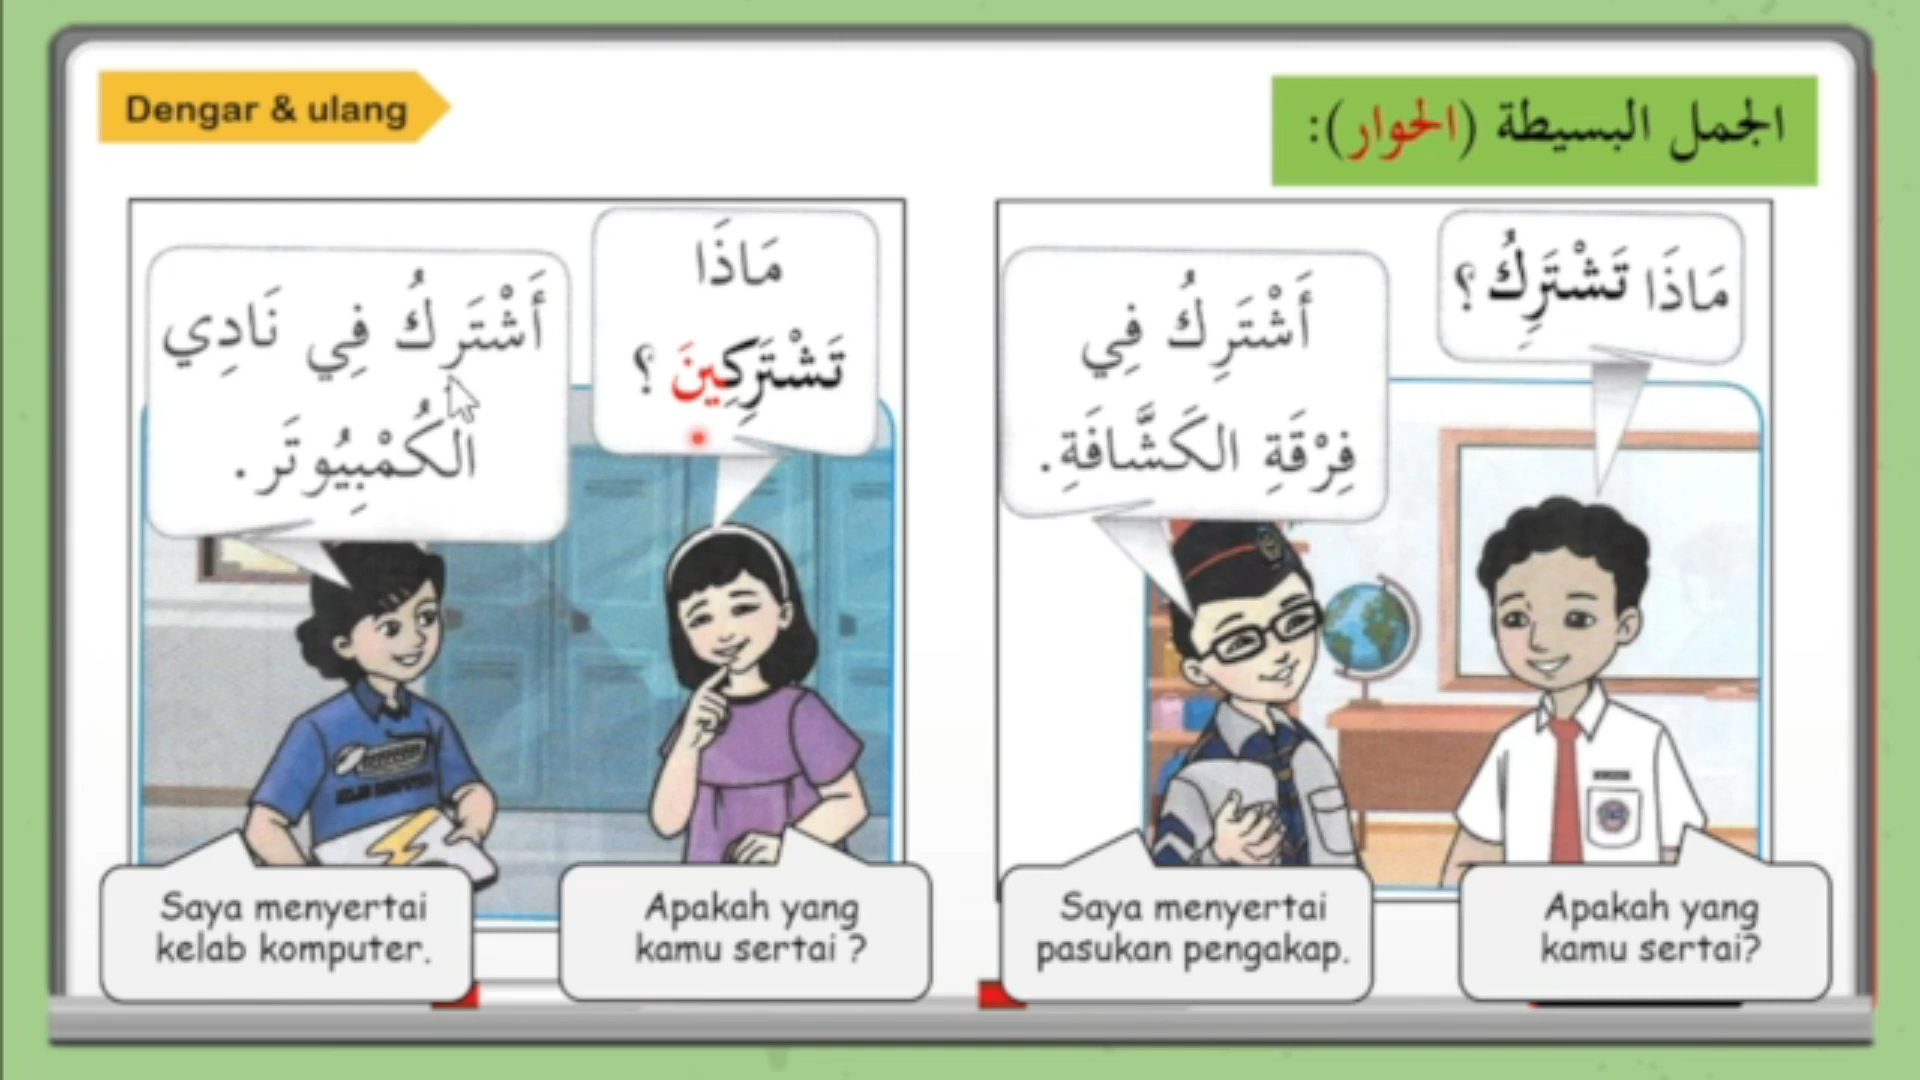 Dengar & ulang
الجمل البسيطة (الحوار):
مَاذَا تَشْتَرِكُ ؟
أَشْتَرِكُ فِي
فِرْقَةِ الكَشَّافَةِ.
مَاذَا
تَشْتَرِكِينَ ؟
أَشْتَرِكُ فِي نَادِي
الْكُمْبِيُوتَر.
Saya menyertai
kelab komputer.
Apakah yang
kamu sertai ?
Saya menyertai
pasukan pengakap.
Apakah yang
kamu sertai?